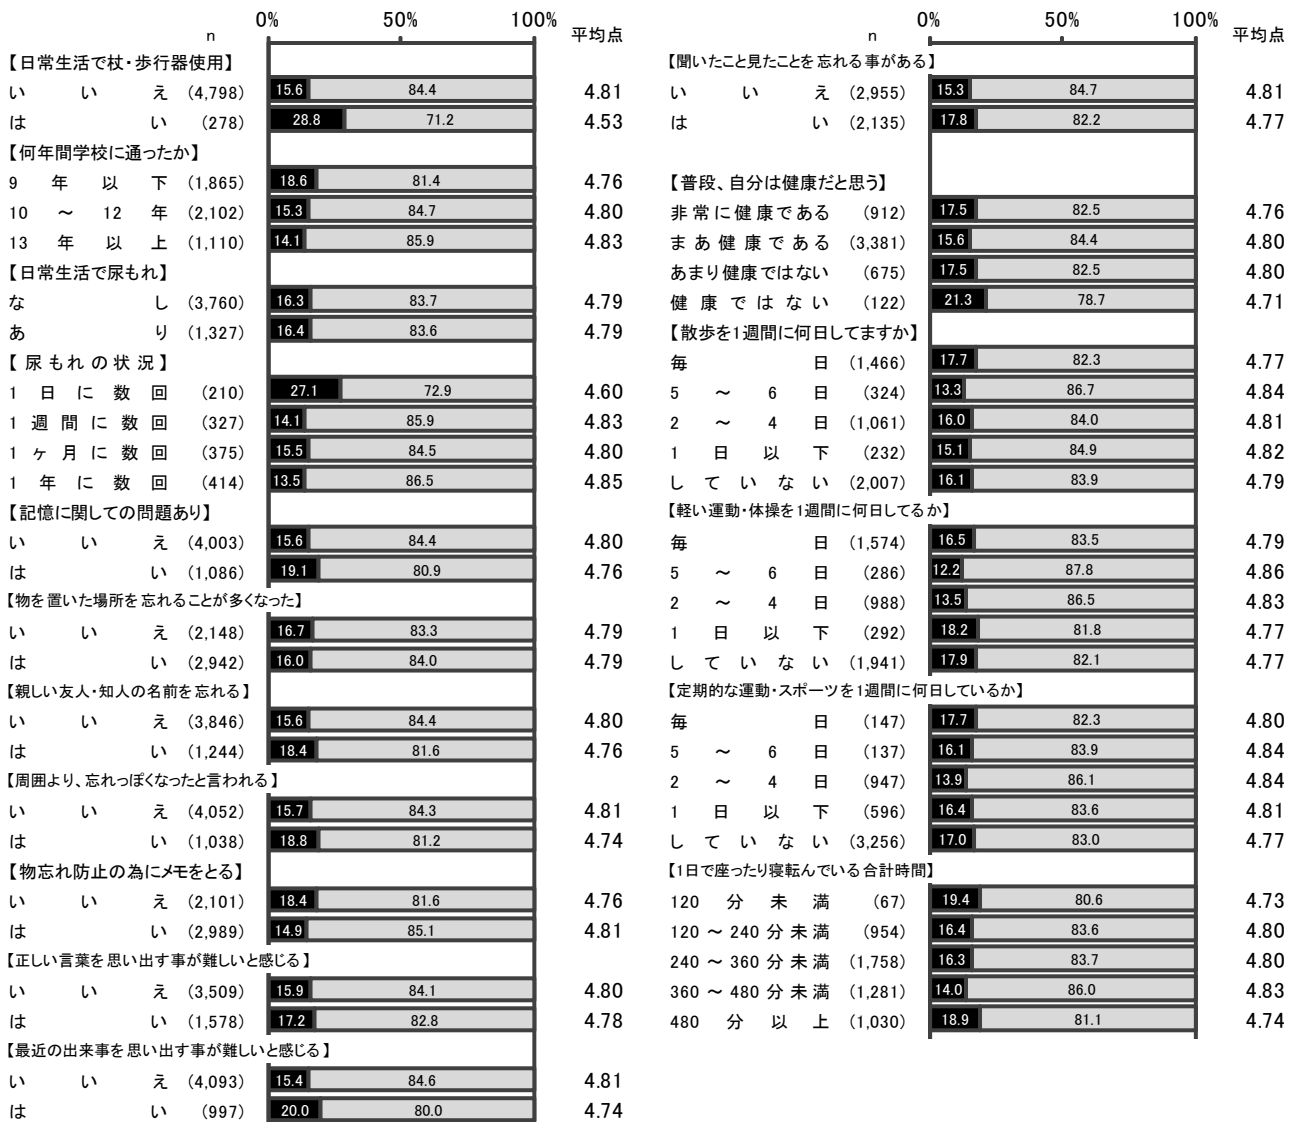 0% 50% 100%
n 平均点
【日常生活で杖・歩行器使用】
いいえ (4,798) 15.6 84.4 4.81
はい (278) 28.8 71.2 4.53
【何年間学校に通ったか】
9年以下 (1,865) 18.6 81.4 4.76
10～12年 (2,102) 15.3 84.7 4.80
13年以上 (1,110) 14.1 85.9 4.83
【日常生活で尿もれ】
なし (3,760) 16.3 83.7 4.79
あり (1,327) 16.4 83.6 4.79
【尿もれの状況】
1日に数回 (210) 27.1 72.9 4.60
1週間に数回 (327) 14.1 85.9 4.83
1ヶ月に数回 (375) 15.5 84.5 4.80
1年に数回 (414) 13.5 86.5 4.85
【記憶に関しての問題あり】
いいえ (4,003) 15.6 84.4 4.80
はい (1,086) 19.1 80.9 4.76
【物を置いた場所を忘れることが多くなった】
いいえ (2,148) 16.7 83.3 4.79
はい (2,942) 16.0 84.0 4.79
【親しい友人・知人の名前を忘れる】
いいえ (3,846) 15.6 84.4 4.80
はい (1,244) 18.4 81.6 4.76
【周囲より、忘れっぽくなったと言われる】
いいえ (4,052) 15.7 84.3 4.81
はい (1,038) 18.8 81.2 4.74
【物忘れ防止の為にメモをとる】
いいえ (2,101) 18.4 81.6 4.76
はい (2,989) 14.9 85.1 4.81
【正しい言葉を思い出す事が難しいと感じる】
いいえ (3,509) 15.9 84.1 4.80
はい (1,578) 17.2 82.8 4.78
【最近の出来事を思い出す事が難しいと感じる】
いいえ (4,093) 15.4 84.6 4.81
はい (997) 20.0 80.0 4.74
0% 50% 100%
n 平均点
【聞いたこと見たことを忘れる事がある】
いいえ (2,955) 15.3 84.7 4.81
はい (2,135) 17.8 82.2 4.77
【普段、自分は健康だと思う】
非常に健康である (912) 17.5 82.5 4.76
まあ健康である (3,381) 15.6 84.4 4.80
あまり健康ではない (675) 17.5 82.5 4.80
健康ではない (122) 21.3 78.7 4.71
【散歩を1週間に何日してますか】
毎日 (1,466) 17.7 82.3 4.77
5～6日 (324) 13.3 86.7 4.84
2～4日 (1,061) 16.0 84.0 4.81
1日以下 (232) 15.1 84.9 4.82
していない (2,007) 16.1 83.9 4.79
【軽い運動・体操を1週間に何日してるか】
毎日 (1,574) 16.5 83.5 4.79
5～6日 (286) 12.2 87.8 4.86
2～4日 (988) 13.5 86.5 4.83
1日以下 (292) 18.2 81.8 4.77
していない (1,941) 17.9 82.1 4.77
【定期的な運動・スポーツを1週間に何日しているか】
毎日 (147) 17.7 82.3 4.80
5～6日 (137) 16.1 83.9 4.84
2～4日 (947) 13.9 86.1 4.84
1日以下 (596) 16.4 83.6 4.81
していない (3,256) 17.0 83.0 4.77
【1日で座ったり寝転んでいる合計時間】
120分未満 (67) 19.4 80.6 4.73
120～240分未満 (954) 16.4 83.6 4.80
240～360分未満 (1,758) 16.3 83.7 4.80
360～480分未満 (1,281) 14.0 86.0 4.83
480分以上 (1,030) 18.9 81.1 4.74